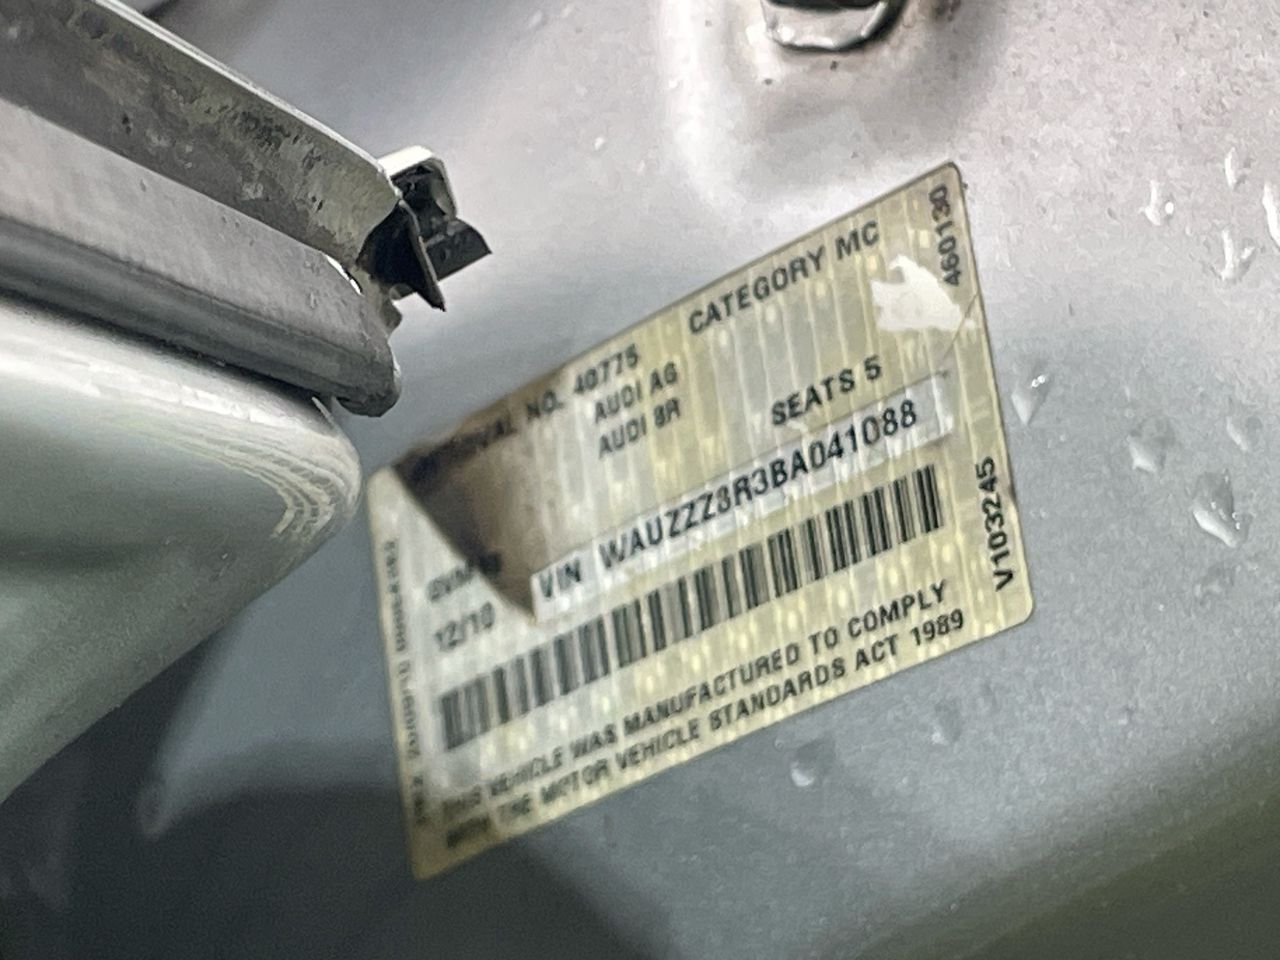 APPROVAL NO. 40775
CATEGORY MC
AUDI AG
AUDI 8R
SEATS 5
460130
12/10
VIN WAUZZZ8R3BA041088
V103245
THIS VEHICLE WAS MANUFACTURED TO COMPLY
WITH THE MOTOR VEHICLE STANDARDS ACT 1989